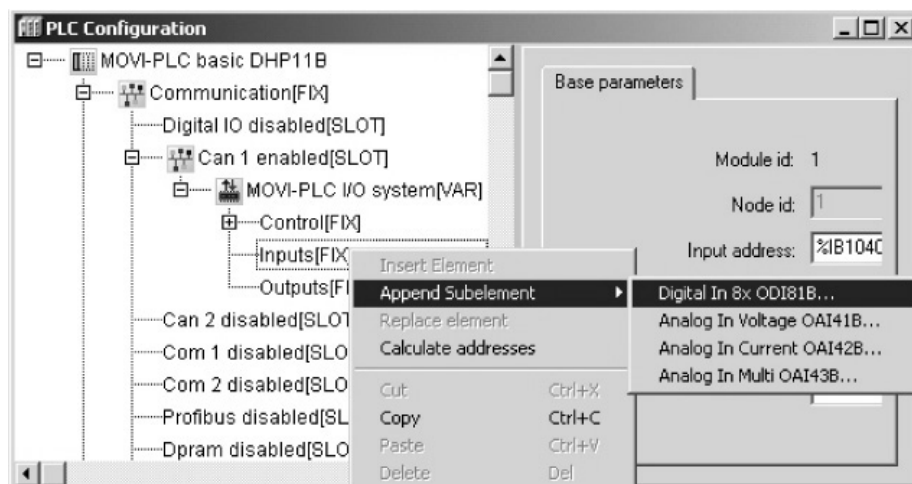 PLC Configuration
MOVI-PLC basic DHP11B
Communication[FIX]
Digital IO disabled[SLOT]
Can 1 enabled[SLOT]
MOVI-PLC I/O system[VAR]
Control[FIX]
Inputs[FIX]
Outputs[FI
Can 2 disabled[SLOT
Com 1 disabled[SLO
Com 2 disabled[SLO
Profibus disabled[SL
Dpram disabled[SLO
Base parameters
Module id: 1
Node id: 1
Input address: %IB1040
Insert Element
Append Subelement
Replace element
Calculate addresses
Cut Ctrl+X
Copy Ctrl+C
Paste Ctrl+V
Delete Del
Digital In 8x ODI81B...
Analog In Voltage OAI41B...
Analog In Current OAI42B...
Analog In Multi OAI43B...